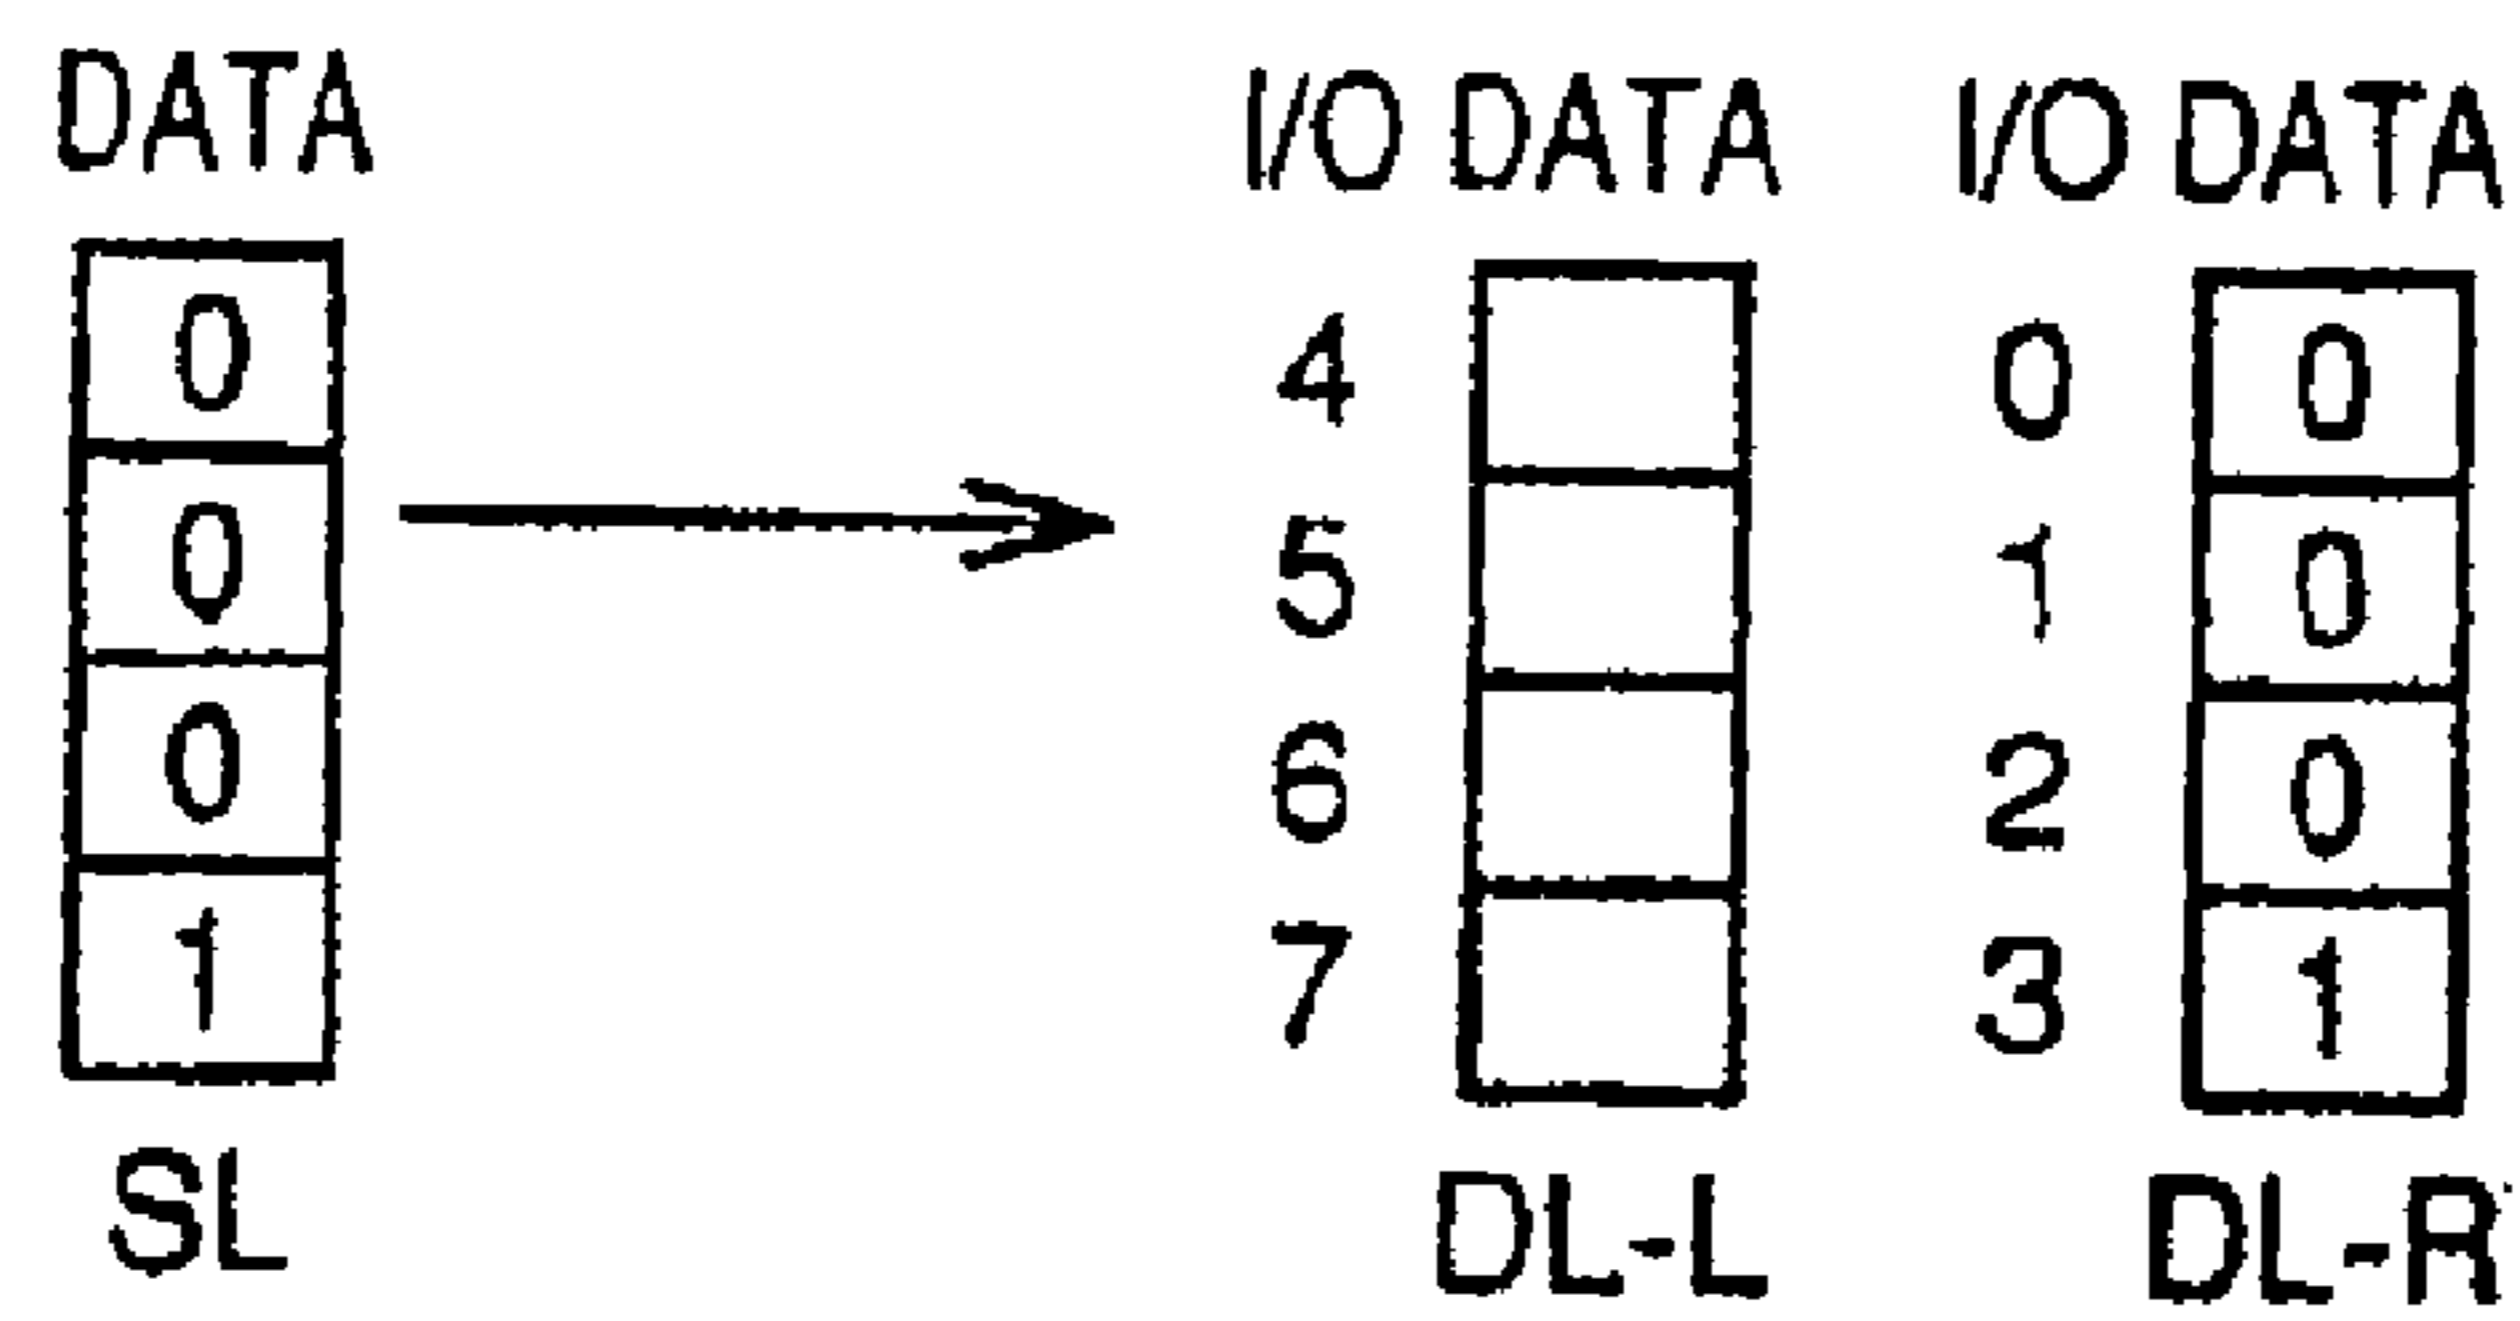 DATA I/O DATA I/O DATA
0 4 0 0
0 5 1 0
0 6 2 0
1 7 3 1
SL DL-L DL-R